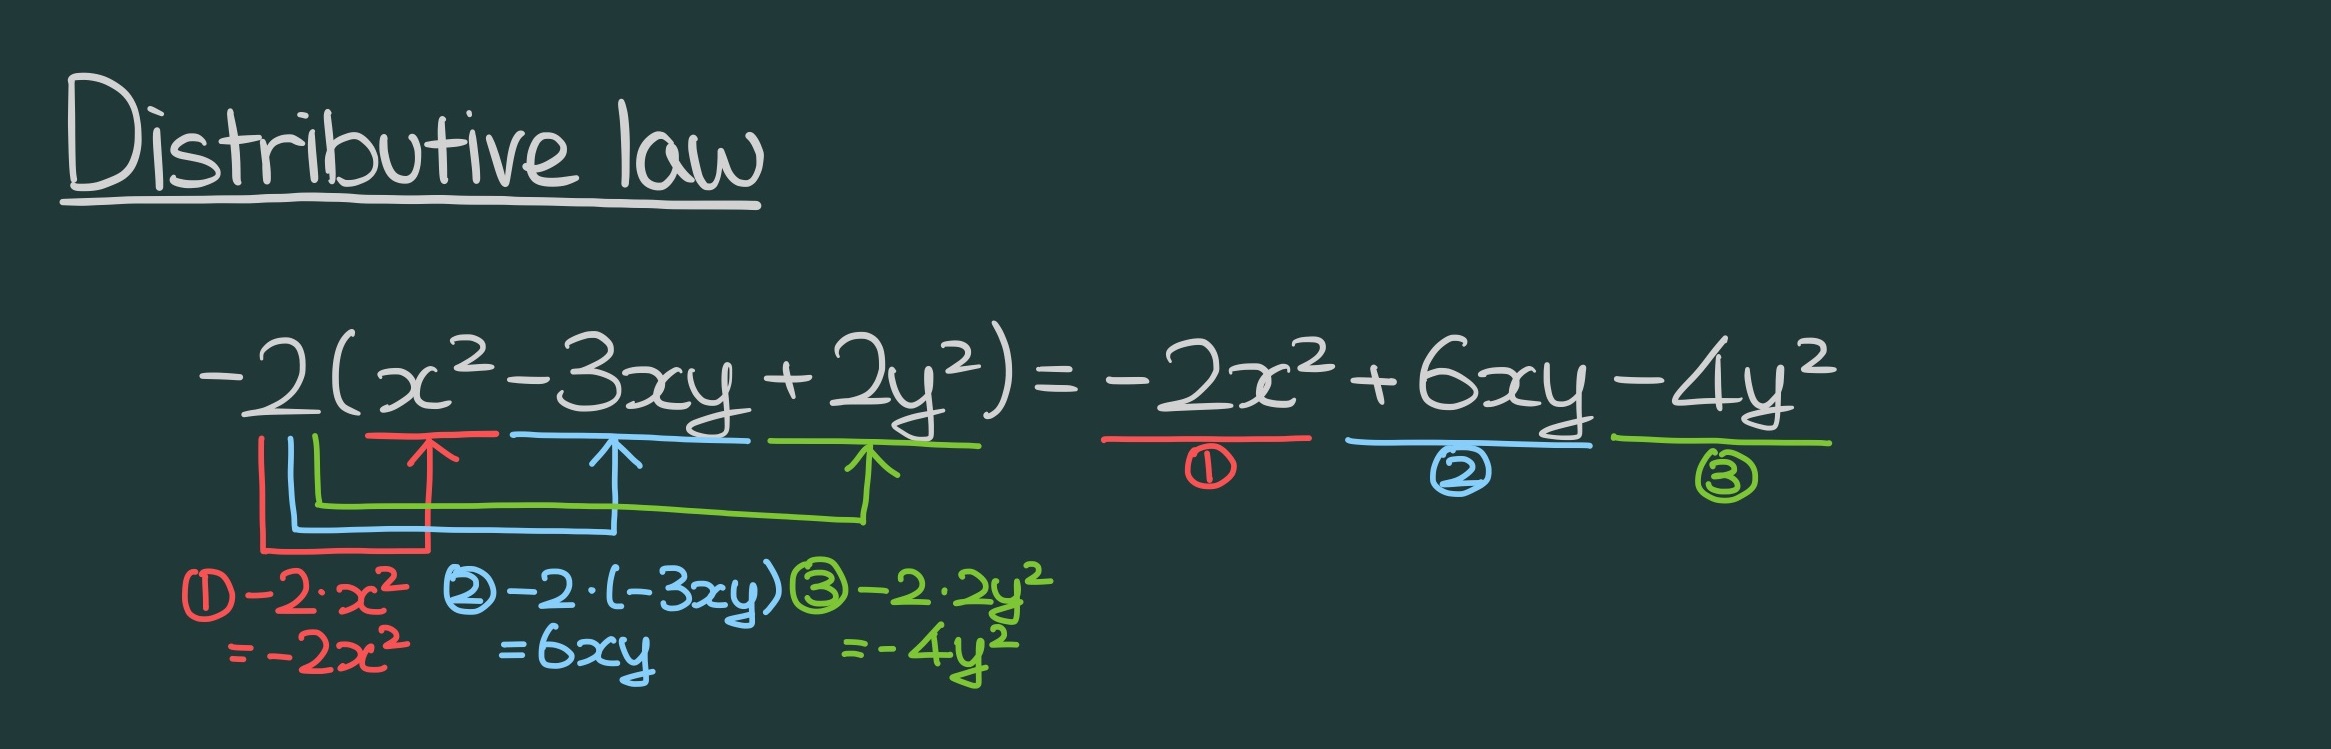 Distributive law
-2(x² -3xy +2y²) = -2x² +6xy -4y²
① ② ③
① -2·x² ② -2·(-3xy) ③ -2·2y²
= -2x² = 6xy = -4y²